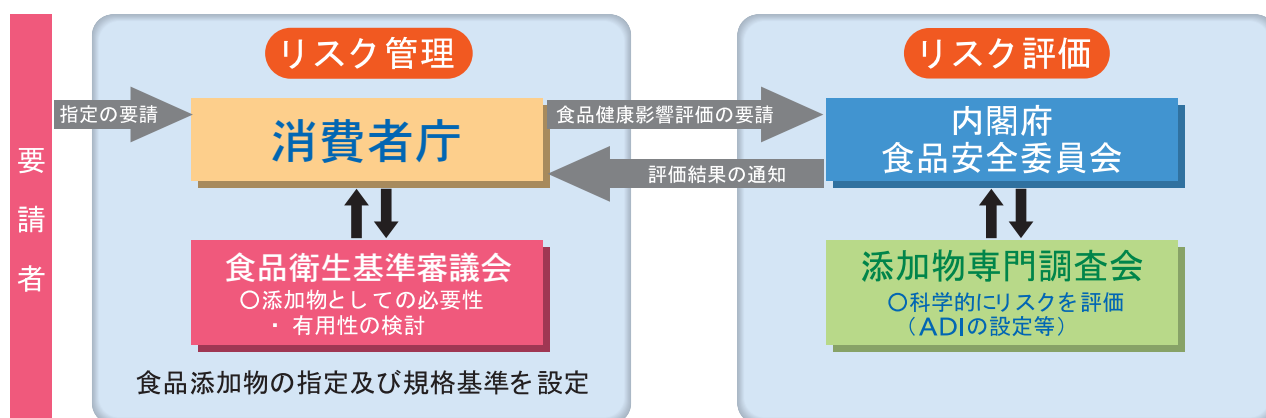 要請者
指定の要請
リスク管理
消費者庁
食品衛生基準審議会
○添加物としての必要性
・有用性の検討
食品添加物の指定及び規格基準を設定
食品健康影響評価の要請
評価結果の通知
リスク評価
内閣府
食品安全委員会
添加物専門調査会
○科学的にリスクを評価
（ADIの設定等）